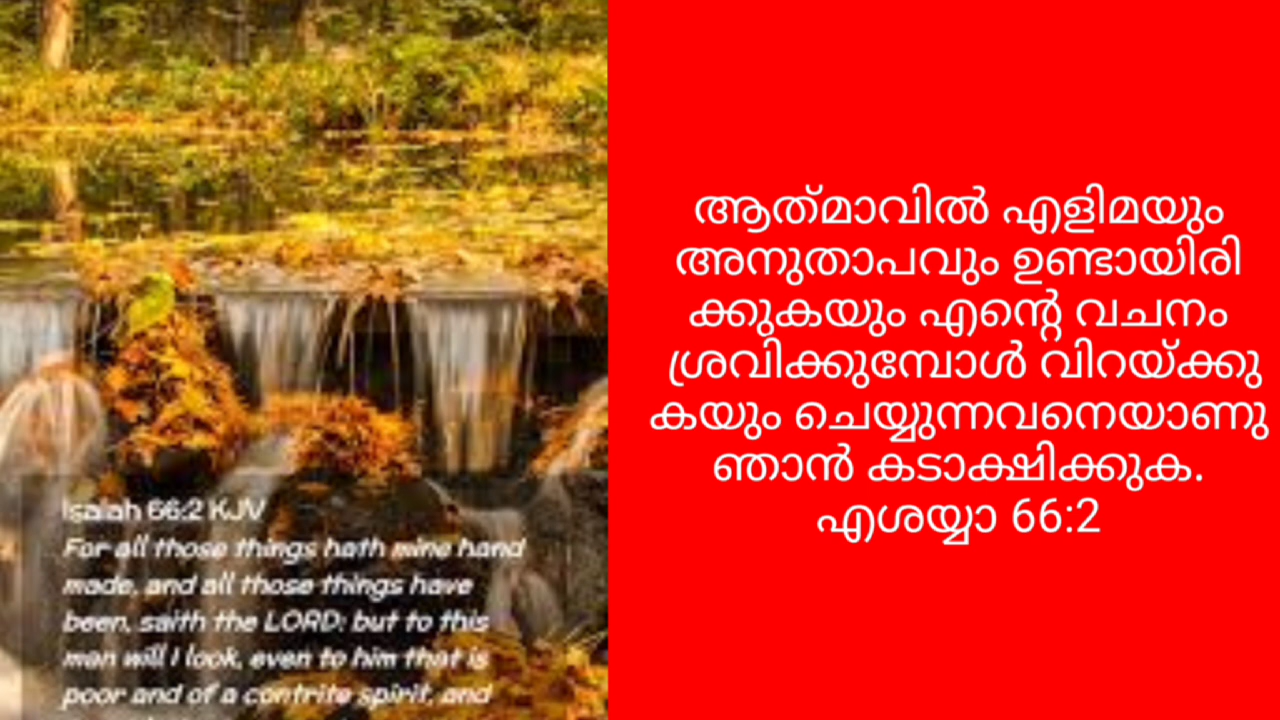 Isaiah 66:2 KJV
For all those things hath mine hand
made, and all those things have
been, saith the LORD: but to this
man will I look, even to him that is
poor and of a contrite spirit, and
ആത്‌മാവിൽ എളിമയും
അനുതാപവും ഉണ്ടായിരി
ക്കുകയും എന്റെ വചനം
ശ്രവിക്കുമ്പോൾ വിറയ്ക്കു
കയും ചെയ്യുന്നവനെയാണു
ഞാൻ കടാക്ഷിക്കുക.
എശയ്യാ 66:2